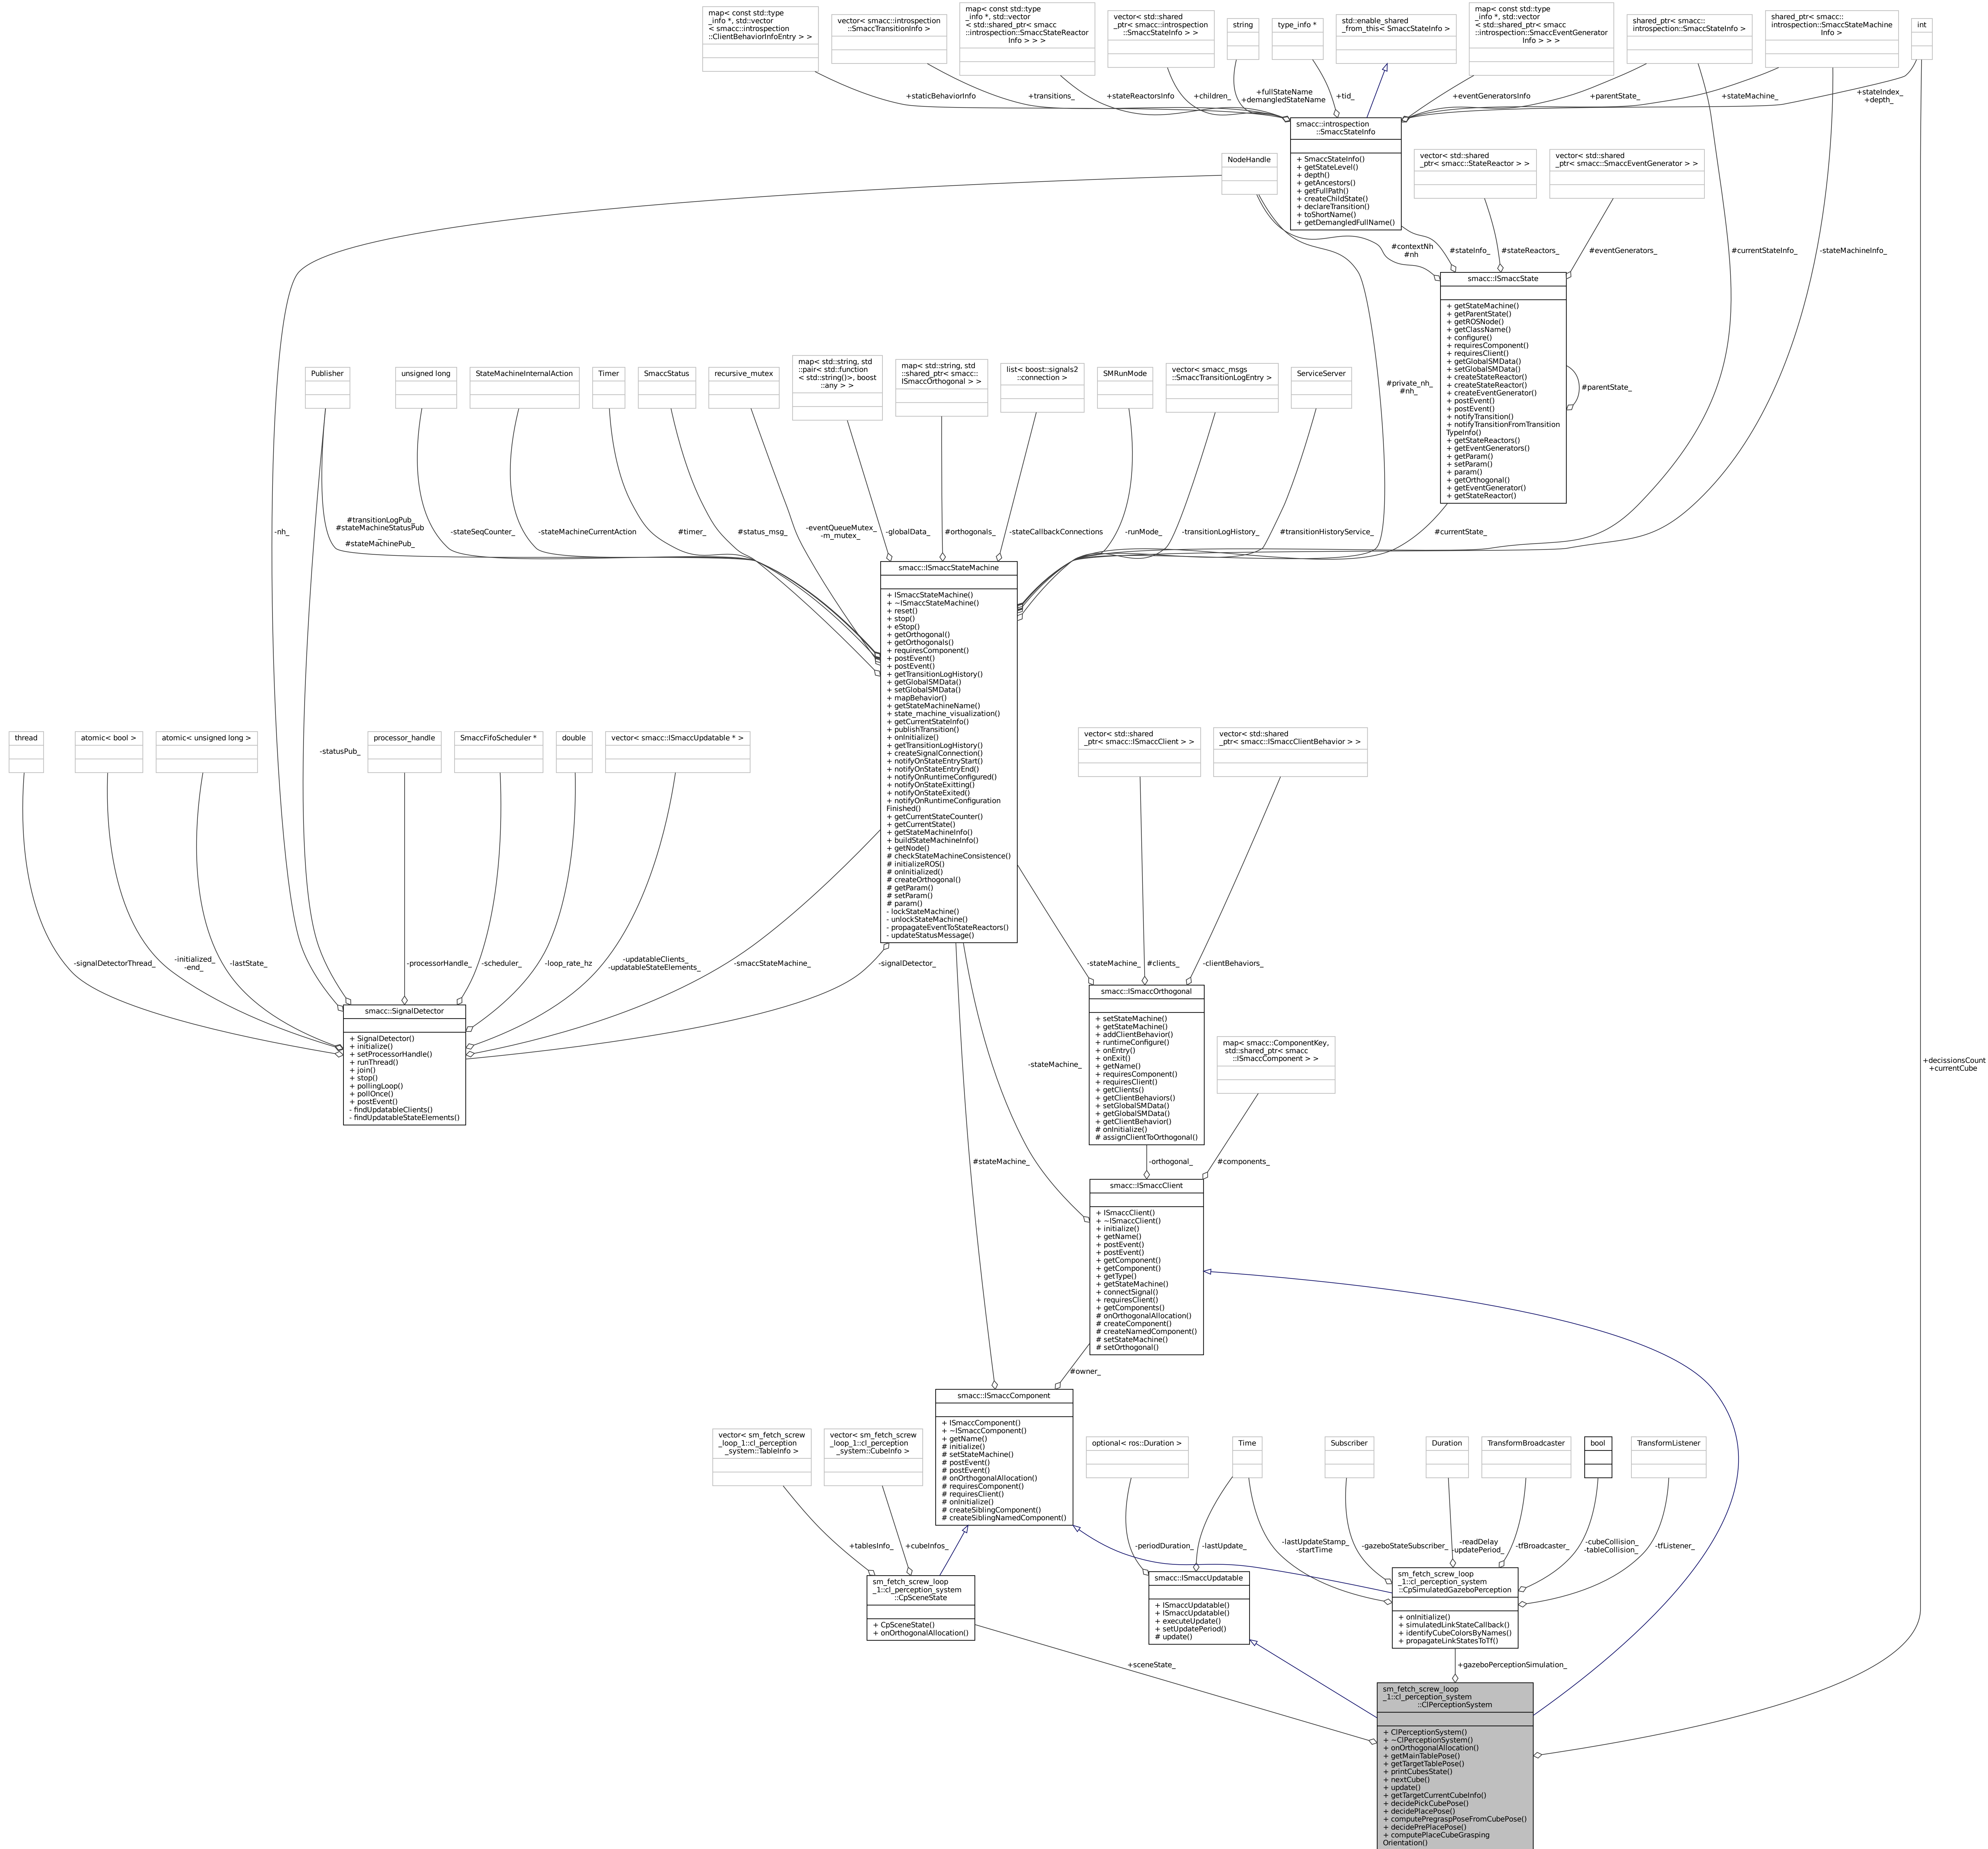 map< const std::type
_info *, std::vector
< smacc::introspection
::ClientBehaviorInfoEntry > >
vector< smacc::introspection
::SmaccTransitionInfo >
map< const std::type
_info *, std::vector
< std::shared_ptr< smacc
::introspection::SmaccStateReactor
Info > > >
vector< std::shared
_ptr< smacc::introspection
::SmaccStateInfo > >
string
type_info *
std::enable_shared
_from_this< SmaccStateInfo >
map< const std::type
_info *, std::vector
< std::shared_ptr< smacc
::introspection::SmaccEventGenerator
Info > > >
shared_ptr< smacc::
introspection::SmaccStateInfo >
shared_ptr< smacc::
introspection::SmaccStateMachine
Info >
int
+staticBehaviorInfo
+transitions_
+stateReactorsInfo
+children_
+fullStateName
+demangledStateName
+tid_
+eventGeneratorsInfo
+parentState_
+stateMachine_
+stateIndex_
+depth_
smacc::introspection
::SmaccStateInfo
+ SmaccStateInfo()
+ getStateLevel()
+ depth()
+ getAncestors()
+ getFullPath()
+ createChildState()
+ declareTransition()
+ toShortName()
+ getDemangledFullName()
NodeHandle
vector< std::shared
_ptr< smacc::StateReactor > >
vector< std::shared
_ptr< smacc::SmaccEventGenerator > >
#contextNh
#nh
#stateInfo_
#stateReactors_
#eventGenerators_
#currentStateInfo_
-stateMachineInfo_
smacc::ISmaccState
+ getStateMachine()
+ getParentState()
+ getROSNode()
+ getClassName()
+ configure()
+ requiresComponent()
+ requiresClient()
+ getGlobalSMData()
+ setGlobalSMData()
+ createStateReactor()
+ createStateReactor()
+ createEventGenerator()
+ postEvent()
+ postEvent()
+ notifyTransition()
+ notifyTransitionFromTransition
TypeInfo()
+ getStateReactors()
+ getEventGenerators()
+ getParam()
+ setParam()
+ param()
+ getOrthogonal()
+ getEventGenerator()
+ getStateReactor()
#parentState_
Publisher
unsigned long
StateMachineInternalAction
Timer
SmaccStatus
recursive_mutex
map< std::string, std
::pair< std::function
< std::string()>, boost
::any > >
map< std::string, std
::shared_ptr< smacc::
ISmaccOrthogonal > >
list< boost::signals2
::connection >
SMRunMode
vector< smacc_msgs
::SmaccTransitionLogEntry >
ServiceServer
#private_nh_
#nh_
-nh_
#transitionLogPub_
#stateMachineStatusPub
_
#stateMachinePub_
-stateSeqCounter_
-stateMachineCurrentAction
#timer_
#status_msg_
-eventQueueMutex_
-m_mutex_
-globalData_
#orthogonals_
-stateCallbackConnections
-runMode_
-transitionLogHistory_
#transitionHistoryService_
#currentState_
smacc::ISmaccStateMachine
+ ISmaccStateMachine()
+ ~ISmaccStateMachine()
+ reset()
+ stop()
+ eStop()
+ getOrthogonal()
+ getOrthogonals()
+ requiresComponent()
+ postEvent()
+ postEvent()
+ getTransitionLogHistory()
+ getGlobalSMData()
+ setGlobalSMData()
+ mapBehavior()
+ getStateMachineName()
+ state_machine_visualization()
+ getCurrentStateInfo()
+ publishTransition()
+ onInitialize()
+ getTransitionLogHistory()
+ createSignalConnection()
+ notifyOnStateEntryStart()
+ notifyOnStateEntryEnd()
+ notifyOnRuntimeConfigured()
+ notifyOnStateExitting()
+ notifyOnStateExited()
+ notifyOnRuntimeConfiguration
Finished()
+ getCurrentStateCounter()
+ getCurrentState()
+ getStateMachineInfo()
+ buildStateMachineInfo()
+ getNode()
# checkStateMachineConsistence()
# initializeROS()
# onInitialized()
# createOrthogonal()
# getParam()
# setParam()
# param()
- lockStateMachine()
- unlockStateMachine()
- propagateEventToStateReactors()
- updateStatusMessage()
thread
atomic< bool >
atomic< unsigned long >
-statusPub_
processor_handle
SmaccFifoScheduler *
double
vector< smacc::ISmaccUpdatable * >
-signalDetectorThread_
-initialized_
-end_
-lastState_
-processorHandle_
-scheduler_
-loop_rate_hz
-updatableClients_
-updatableStateElements_
-smaccStateMachine_
-signalDetector_
smacc::SignalDetector
+ SignalDetector()
+ initialize()
+ setProcessorHandle()
+ runThread()
+ join()
+ stop()
+ pollingLoop()
+ pollOnce()
+ postEvent()
- findUpdatableClients()
- findUpdatableStateElements()
vector< std::shared
_ptr< smacc::ISmaccClient > >
vector< std::shared
_ptr< smacc::ISmaccClientBehavior > >
-stateMachine_
#clients_
-clientBehaviors_
smacc::ISmaccOrthogonal
+ setStateMachine()
+ getStateMachine()
+ addClientBehavior()
+ runtimeConfigure()
+ onEntry()
+ onExit()
+ getName()
+ requiresComponent()
+ requiresClient()
+ getClients()
+ getClientBehaviors()
+ setGlobalSMData()
+ getGlobalSMData()
+ getClientBehavior()
# onInitialize()
# assignClientToOrthogonal()
map< smacc::ComponentKey,
std::shared_ptr< smacc
::ISmaccComponent > >
-stateMachine_
+decissionsCount
+currentCube
#stateMachine_
-orthogonal_
#components_
smacc::ISmaccClient
+ ISmaccClient()
+ ~ISmaccClient()
+ initialize()
+ getName()
+ postEvent()
+ postEvent()
+ getComponent()
+ getComponent()
+ getType()
+ getStateMachine()
+ connectSignal()
+ requiresClient()
+ getComponents()
# onOrthogonalAllocation()
# createComponent()
# createNamedComponent()
# setStateMachine()
# setOrthogonal()
#owner_
smacc::ISmaccComponent
+ ISmaccComponent()
+ ~ISmaccComponent()
+ getName()
# initialize()
# setStateMachine()
# postEvent()
# postEvent()
# onOrthogonalAllocation()
# requiresComponent()
# requiresClient()
# onInitialize()
# createSiblingComponent()
# createSiblingNamedComponent()
vector< sm_fetch_screw
_loop_1::cl_perception
_system::TableInfo >
vector< sm_fetch_screw
_loop_1::cl_perception
_system::CubeInfo >
optional< ros::Duration >
Time
Subscriber
Duration
TransformBroadcaster
bool
TransformListener
+tablesInfo_
+cubeInfos_
-periodDuration_
-lastUpdate_
-lastUpdateStamp_
-startTime
-gazeboStateSubscriber_
-readDelay
-updatePeriod_
-tfBroadcaster_
-cubeCollision_
-tableCollision_
-tfListener_
sm_fetch_screw_loop
_1::cl_perception_system
::CpSceneState
+ CpSceneState()
+ onOrthogonalAllocation()
smacc::ISmaccUpdatable
+ ISmaccUpdatable()
+ ISmaccUpdatable()
+ executeUpdate()
+ setUpdatePeriod()
# update()
sm_fetch_screw_loop
_1::cl_perception_system
::CpSimulatedGazeboPerception
+ onInitialize()
+ simulatedLinkStateCallback()
+ identifyCubeColorsByNames()
+ propagateLinkStatesToTf()
+sceneState_
+gazeboPerceptionSimulation_
sm_fetch_screw_loop
_1::cl_perception_system
::ClPerceptionSystem
+ ClPerceptionSystem()
+ ~ClPerceptionSystem()
+ onOrthogonalAllocation()
+ getMainTablePose()
+ getTargetTablePose()
+ printCubesState()
+ nextCube()
+ update()
+ getTargetCurrentCubeInfo()
+ decidePickCubePose()
+ decidePlacePose()
+ computePregraspPoseFromCubePose()
+ decidePrePlacePose()
+ computePlaceCubeGrasping
Orientation()